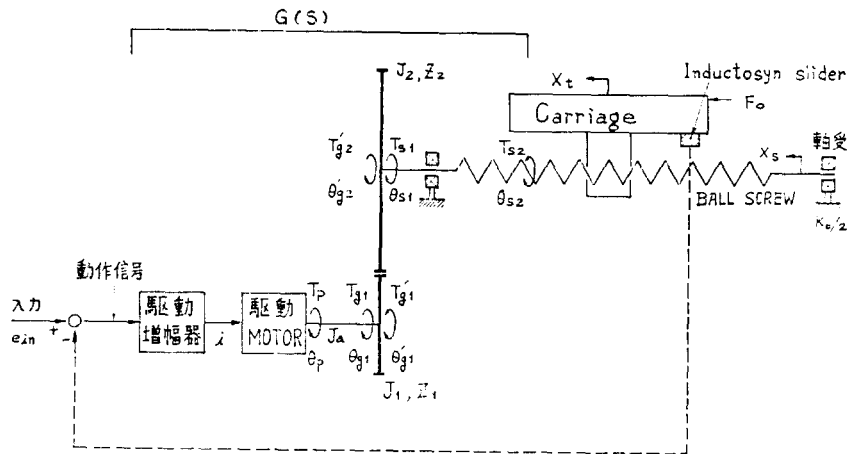 G(S)
J2, Z2
Inductosyn slider
Xt
F0
Carriage
軸受
T'g2
Ts1
Ts2
Xs
θ'g2
θs1
θs2
BALL SCREW
K0/2
動作信号
入力
ein
+
-
駆動
増幅器
i
駆動
MOTOR
Tp
Tg1
T'g1
Ja
θp
θg1
θ'g1
J1, Z1